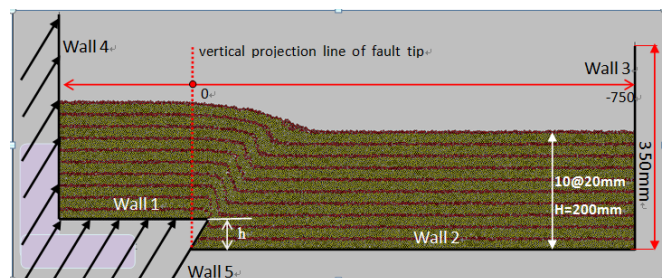 Wall 4
vertical projection line of fault tip
0
Wall 3
-750
350mm
10@20mm
H=200mm
Wall 1
h
Wall 2
Wall 5